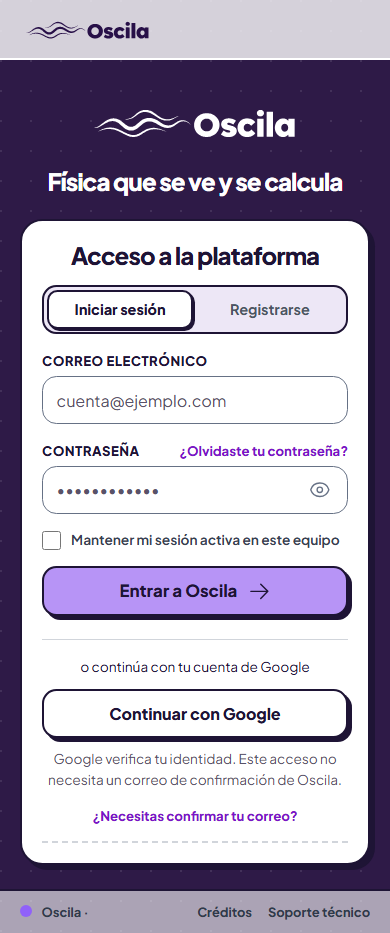 Oscila
Oscila
Física que se ve y se calcula
Acceso a la plataforma
Iniciar sesión
Registrarse
CORREO ELECTRÓNICO
cuenta@ejemplo.com
CONTRASEÑA
¿Olvidaste tu contraseña?
••••••••••••
Mantener mi sesión activa en este equipo
Entrar a Oscila →
o continúa con tu cuenta de Google
Continuar con Google
Google verifica tu identidad. Este acceso no
necesita un correo de confirmación de Oscila.
¿Necesitas confirmar tu correo?
Oscila ·
Créditos
Soporte técnico